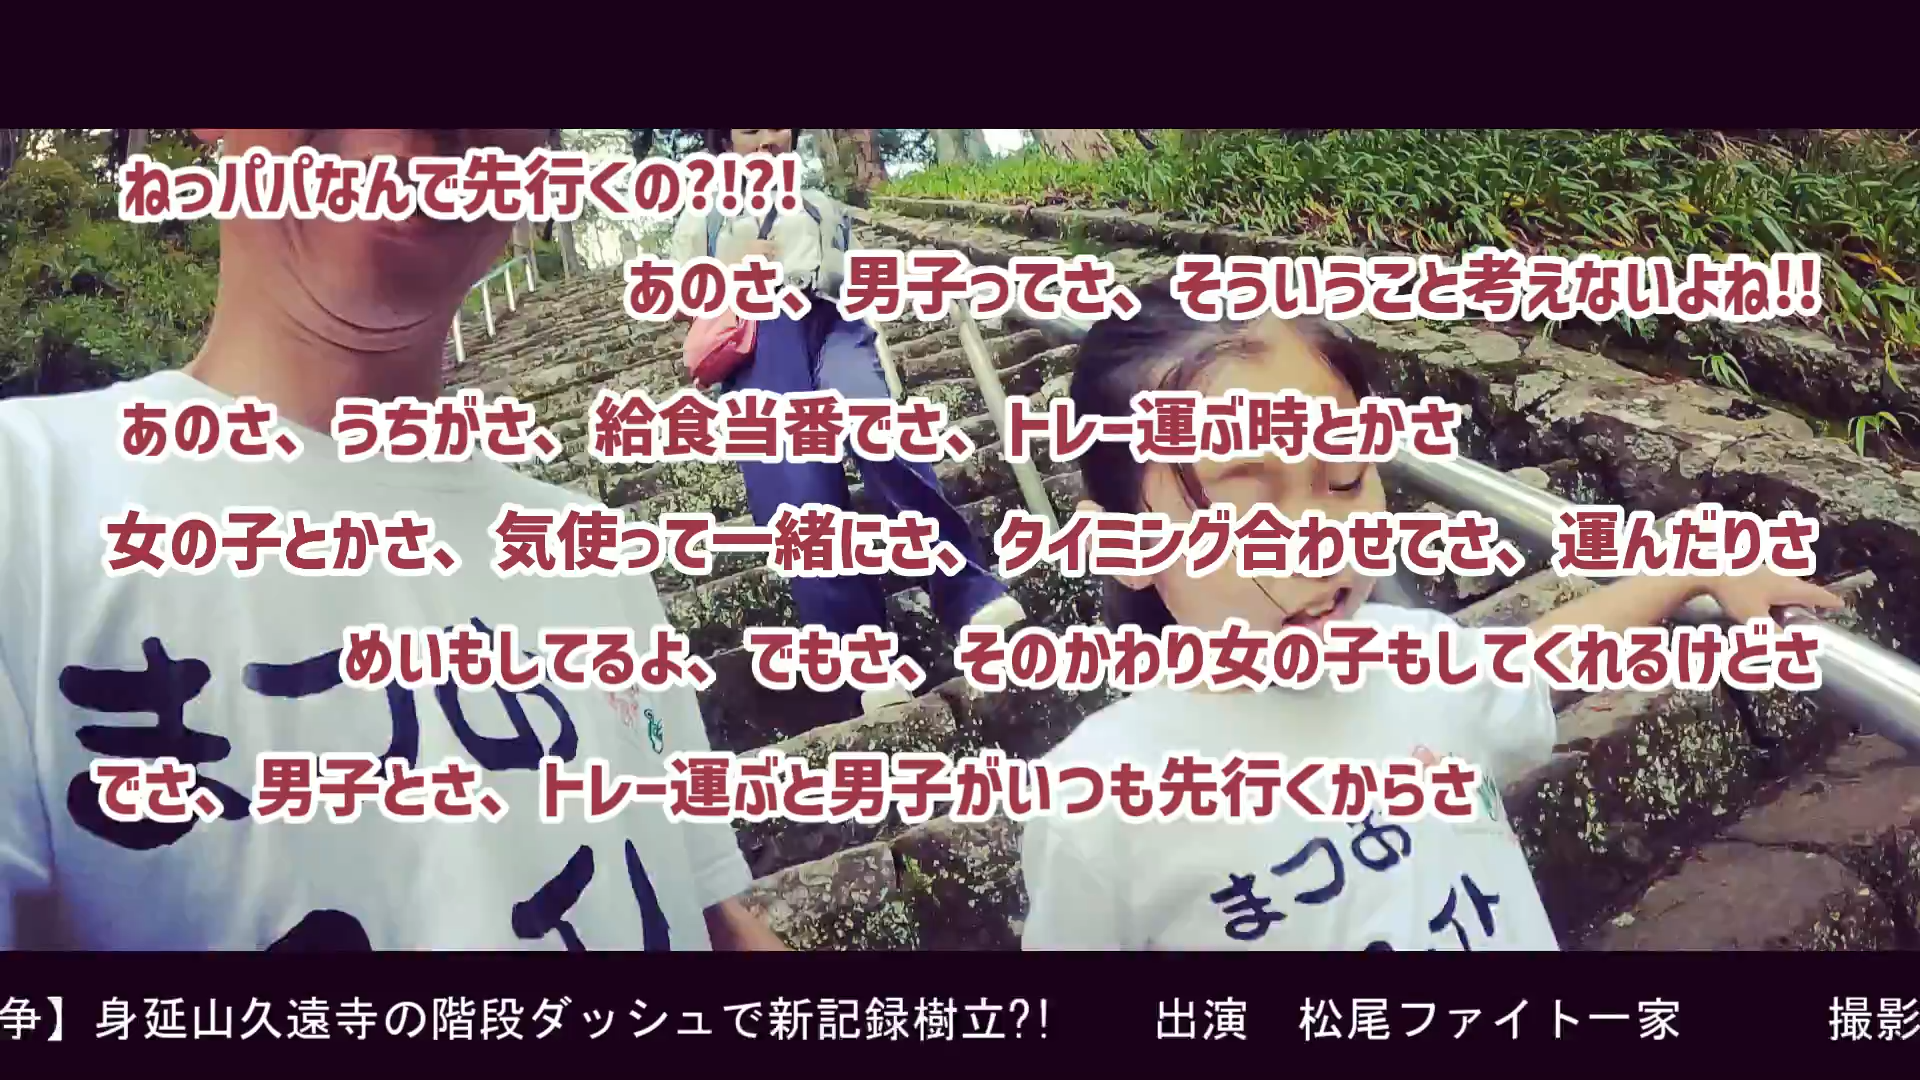 ねっパパなんで先行くの?!?!
あのさ、男子ってさ、そういうこと考えないよね!!
あのさ、うちがさ、給食当番でさ、トレー運ぶ時とかさ
女の子とかさ、気使って一緒にさ、タイミング合わせてさ、運んだりさ
めいもしてるよ、でもさ、そのかわり女の子もしてくれるけどさ
でさ、男子とさ、トレー運ぶと男子がいつも先行くからさ
まつお
まつお
争】身延山久遠寺の階段ダッシュで新記録樹立?!　出演　松尾ファイト一家　撮影